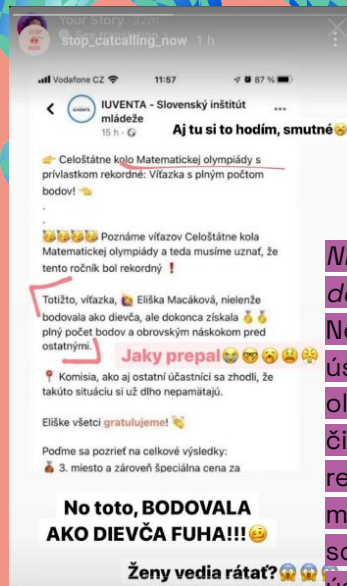 Your Story 32m
See translation
stop_catcalling_now 1 h
Vodafone CZ 11:57 87 %
IUVENTA - Slovenský inštitút
mládeže
15 h
Aj tu si to hodím, smutné
👉 Celoštátne kolo Matematickej olympiády s
prívlastkom rekordné: Víťazka s plným počtom
bodov! 👈
.
.
🥳🥳🥳🥳 Poznáme víťazov Celoštátne kola
Matematickej olympiády a teda musíme uznať, že
tento ročník bol rekordný ❗
Totižto, víťazka, 🙋 Eliška Macáková, nielenže
bodovala ako dievča, ale dokonca získala 🥇🥇
plný počet bodov a obrovským náskokom pred
ostatnými.
Jaky prepal😭🤓😮😫😤
📍 Komisia, ako aj ostatní účastníci sa zhodli, že
takúto situáciu si už dlho nepamätajú.
Eliške všetci gratulujeme! 👏
Poďme sa pozrieť na celkové výsledky:
🥉 3. miesto a zároveň špeciálna cena za
No toto, BODOVALA
AKO DIEVČA FUHA!!!🥴
Ženy vedia rátať?😱😱😱